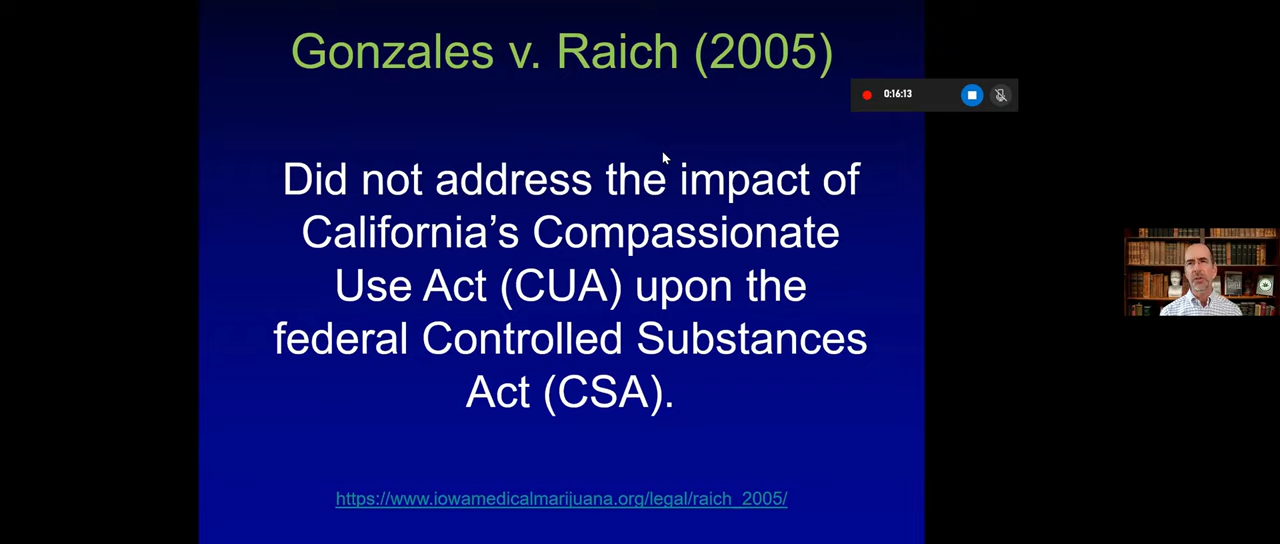 Gonzales v. Raich (2005)
0:16:13
Did not address the impact of
California’s Compassionate
Use Act (CUA) upon the
federal Controlled Substances
Act (CSA).
https://www.iowamedicalmarijuana.org/legal/raich_2005/